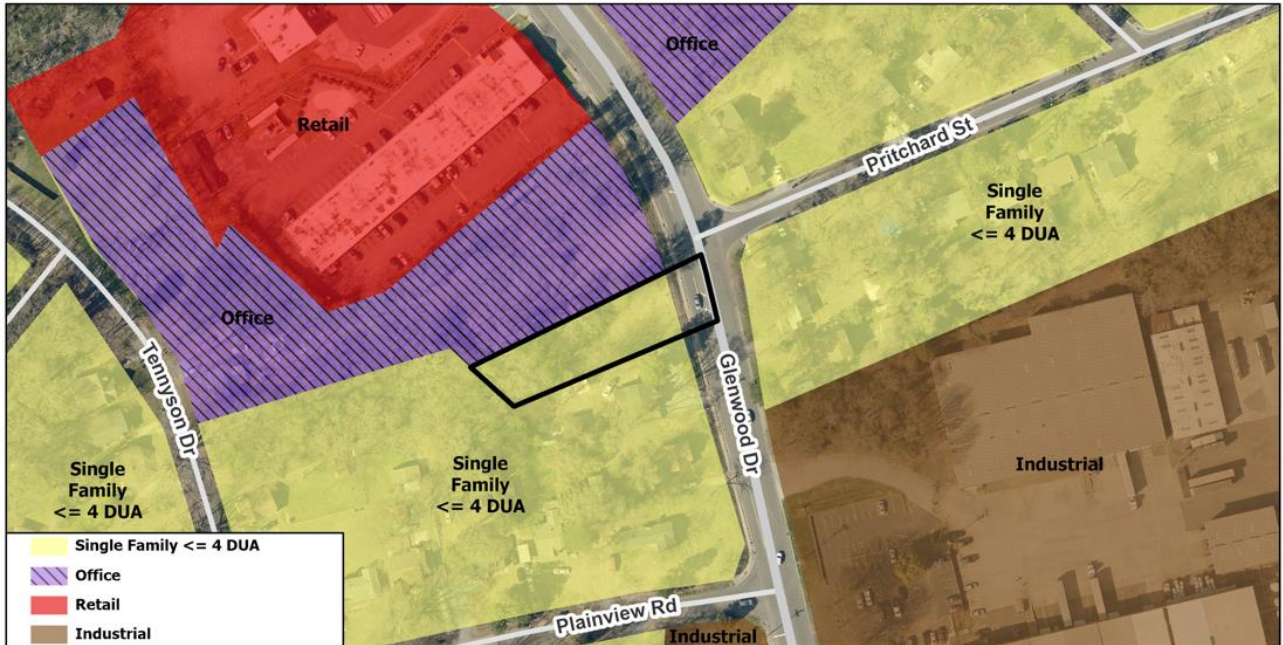 Office
Retail
Pritchard St
Single
Family
<= 4 DUA
Office
Tennyson Dr
Glenwood Dr
Single
Family
<= 4 DUA
Single
Family
<= 4 DUA
Industrial
Plainview Rd
Industrial
Single Family <= 4 DUA
Office
Retail
Industrial